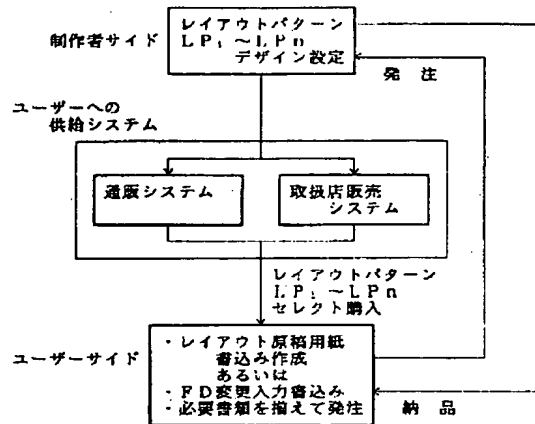 制作者サイド
レイアウトパターン
LP₁～LPn
デザイン設定
発 注
ユーザーへの
供給システム
通販システム
取扱店販売
システム
レイアウトパターン
LP₁～LPn
セレクト購入
ユーザーサイド
・レイアウト原稿用紙
書込み作成
あるいは
・FD変更入力書込み
・必要書類を揃えて発注
納 品